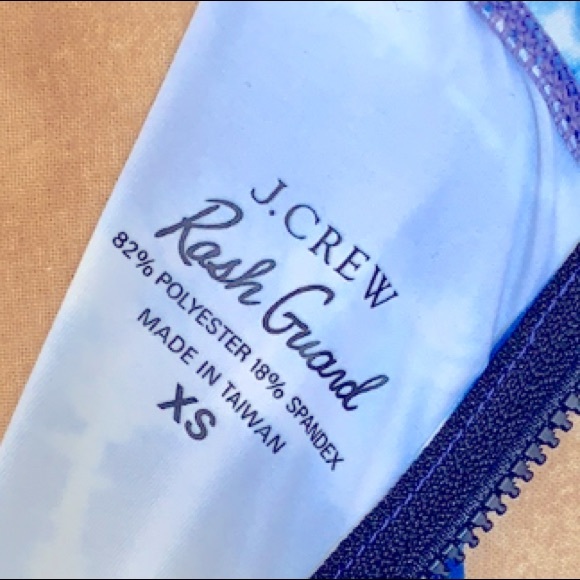 J.CREW
Rash Guard
82% POLYESTER 18% SPANDEX
MADE IN TAIWAN
XS